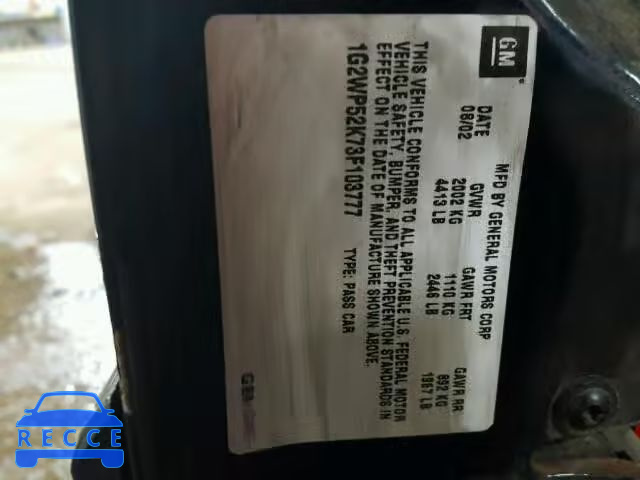 GM
MFD BY GENERAL MOTORS CORP
DATE GVWR GAWR FRT GAWR RR
08/02 2002 KG 1110 KG 892 KG
4413 LB 2446 LB 1967 LB
THIS VEHICLE CONFORMS TO ALL APPLICABLE U.S. FEDERAL MOTOR
VEHICLE SAFETY, BUMPER, AND THEFT PREVENTION STANDARDS IN
EFFECT ON THE DATE OF MANUFACTURE SHOWN ABOVE.
1G2WP52K73F103777 TYPE: PASS CAR
RECCE